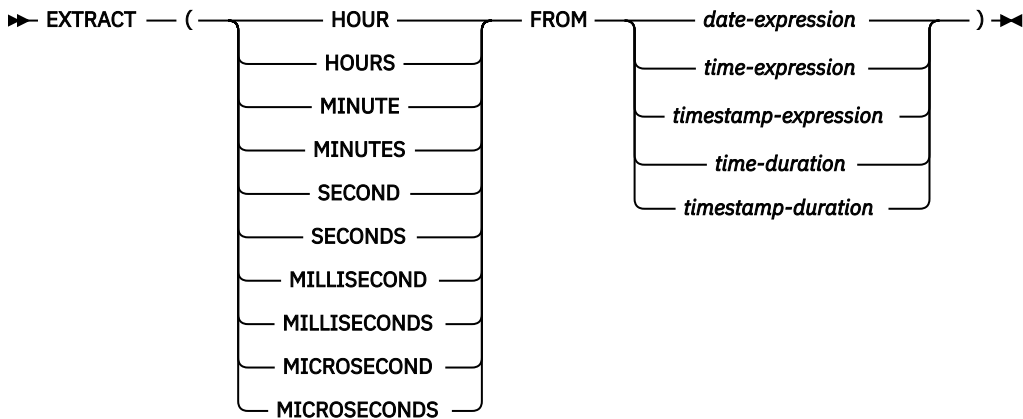 EXTRACT ( HOUR FROM date-expression )
HOURS time-expression
MINUTE timestamp-expression
MINUTES time-duration
SECOND timestamp-duration
SECONDS
MILLISECOND
MILLISECONDS
MICROSECOND
MICROSECONDS